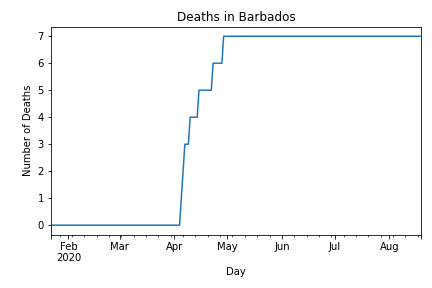 Deaths in Barbados
Number of Deaths
7
6
5
4
3
2
1
0
Feb
2020
Mar
Apr
May
Jun
Jul
Aug
Day